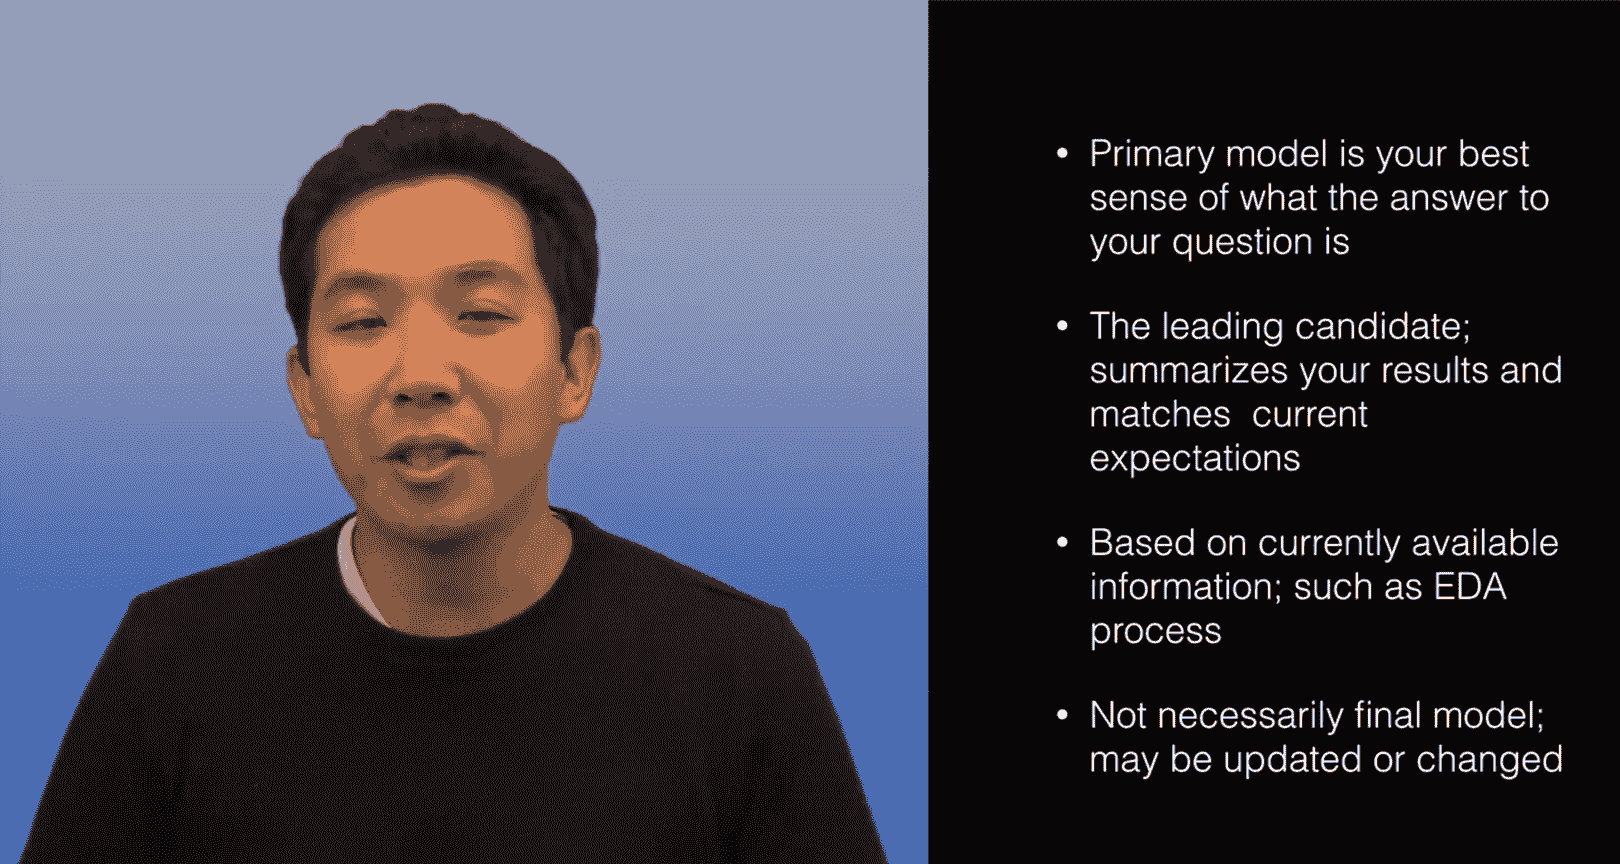 • Primary model is your best
sense of what the answer to
your question is
• The leading candidate;
summarizes your results and
matches  current
expectations
• Based on currently available
information; such as EDA
process
• Not necessarily final model;
may be updated or changed